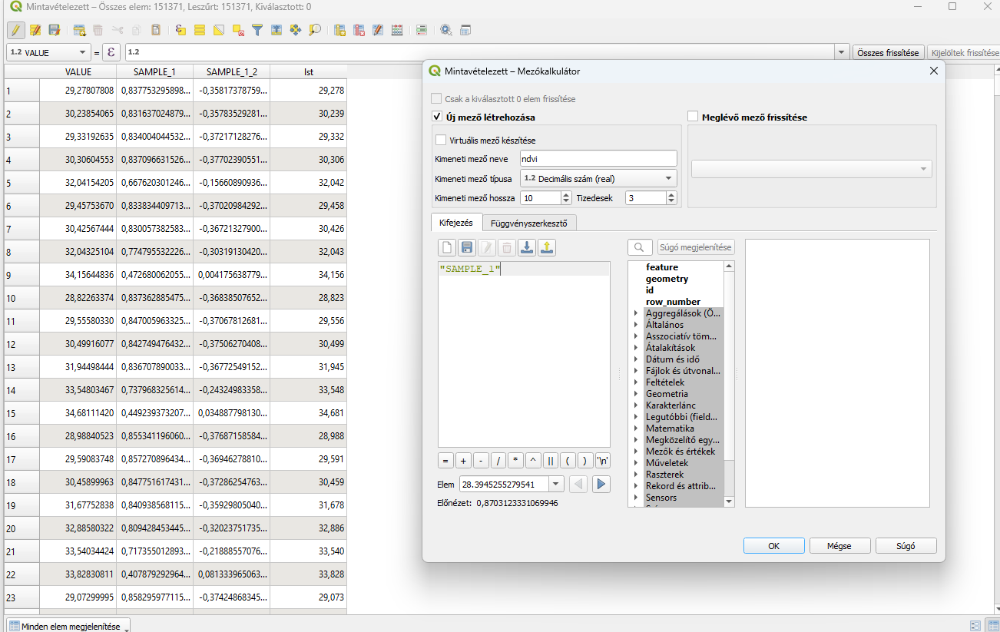 Mintavételezett – Összes elem: 151371, Leszűrt: 151371, Kiválasztott: 0
1.2 VALUE = ε 1.2 Összes frissítése Kijelöltek frissítése
VALUE SAMPLE_1 SAMPLE_1_2 lst
1 29,27807808 0,837753295898... -0,35817378759... 29,278
2 30,23854065 0,831637024879... -0,35783529281... 30,239
3 29,33192635 0,834004044532... -0,37217128276... 29,332
4 30,30604553 0,837096631526... -0,37702390551... 30,306
5 32,04154205 0,667620301246... -0,15660890936... 32,042
6 29,45753670 0,833834409713... -0,37020984292... 29,458
7 30,42567444 0,830057382583... -0,36721327900... 30,426
8 32,04325104 0,774795532226... -0,30319130420... 32,043
9 34,15644836 0,472680062055... 0,004175638779... 34,156
10 28,82263374 0,837362885475... -0,36838507652... 28,823
11 29,55580330 0,847005963325... -0,37067812681... 29,556
12 30,49916077 0,842749476432... -0,37506270408... 30,499
13 31,94498444 0,836707890033... -0,36772549152... 31,945
14 33,54803467 0,737968325614... -0,24324983358... 33,548
15 34,68111420 0,449239373207... 0,034887798130... 34,681
16 28,98840523 0,855341196060... -0,37687158584... 28,988
17 29,59083748 0,857270896434... -0,36946278810... 29,591
18 30,45899963 0,847751617431... -0,37286254763... 30,459
19 31,67752838 0,840938568115... -0,35929805040... 31,678
20 32,88580322 0,809428453445... -0,32023751735... 32,886
21 33,54034424 0,717355012893... -0,21888557076... 33,540
22 33,82830811 0,407879292964... 0,081333965063... 33,828
23 29,07299995 0,858295977115... -0,37424868345... 29,073
Minden elem megjelenítése
Mintavételezett – Mezőkalkulátor
Csak a kiválasztott 0 elem frissítése
Új mező létrehozása
Meglévő mező frissítése
Virtuális mező készítése
Kimeneti mező neve ndvi
Kimeneti mező típusa 1.2 Decimális szám (real)
Kimeneti mező hossza 10 Tizedesek 3
Kifejezés Függvényszerkesztő
Súgó megjelenítése
"SAMPLE_1"
feature
geometry
id
row_number
Aggregálások (Ö...
Általános
Asszociatív töm...
Átalakítások
Dátum és idő
Fájlok és útvonal...
Feltételek
Geometria
Karakterlánc
Legutóbbi (field...
Matematika
Megközelítő egy...
Mezők és értékek
Műveletek
Raszterek
Rekord és attrib...
Sensors
= + - / * ^ || ( ) '\n'
Elem 28.3945255279541
Előnézet: 0,8703123331069946
OK Mégse Súgó